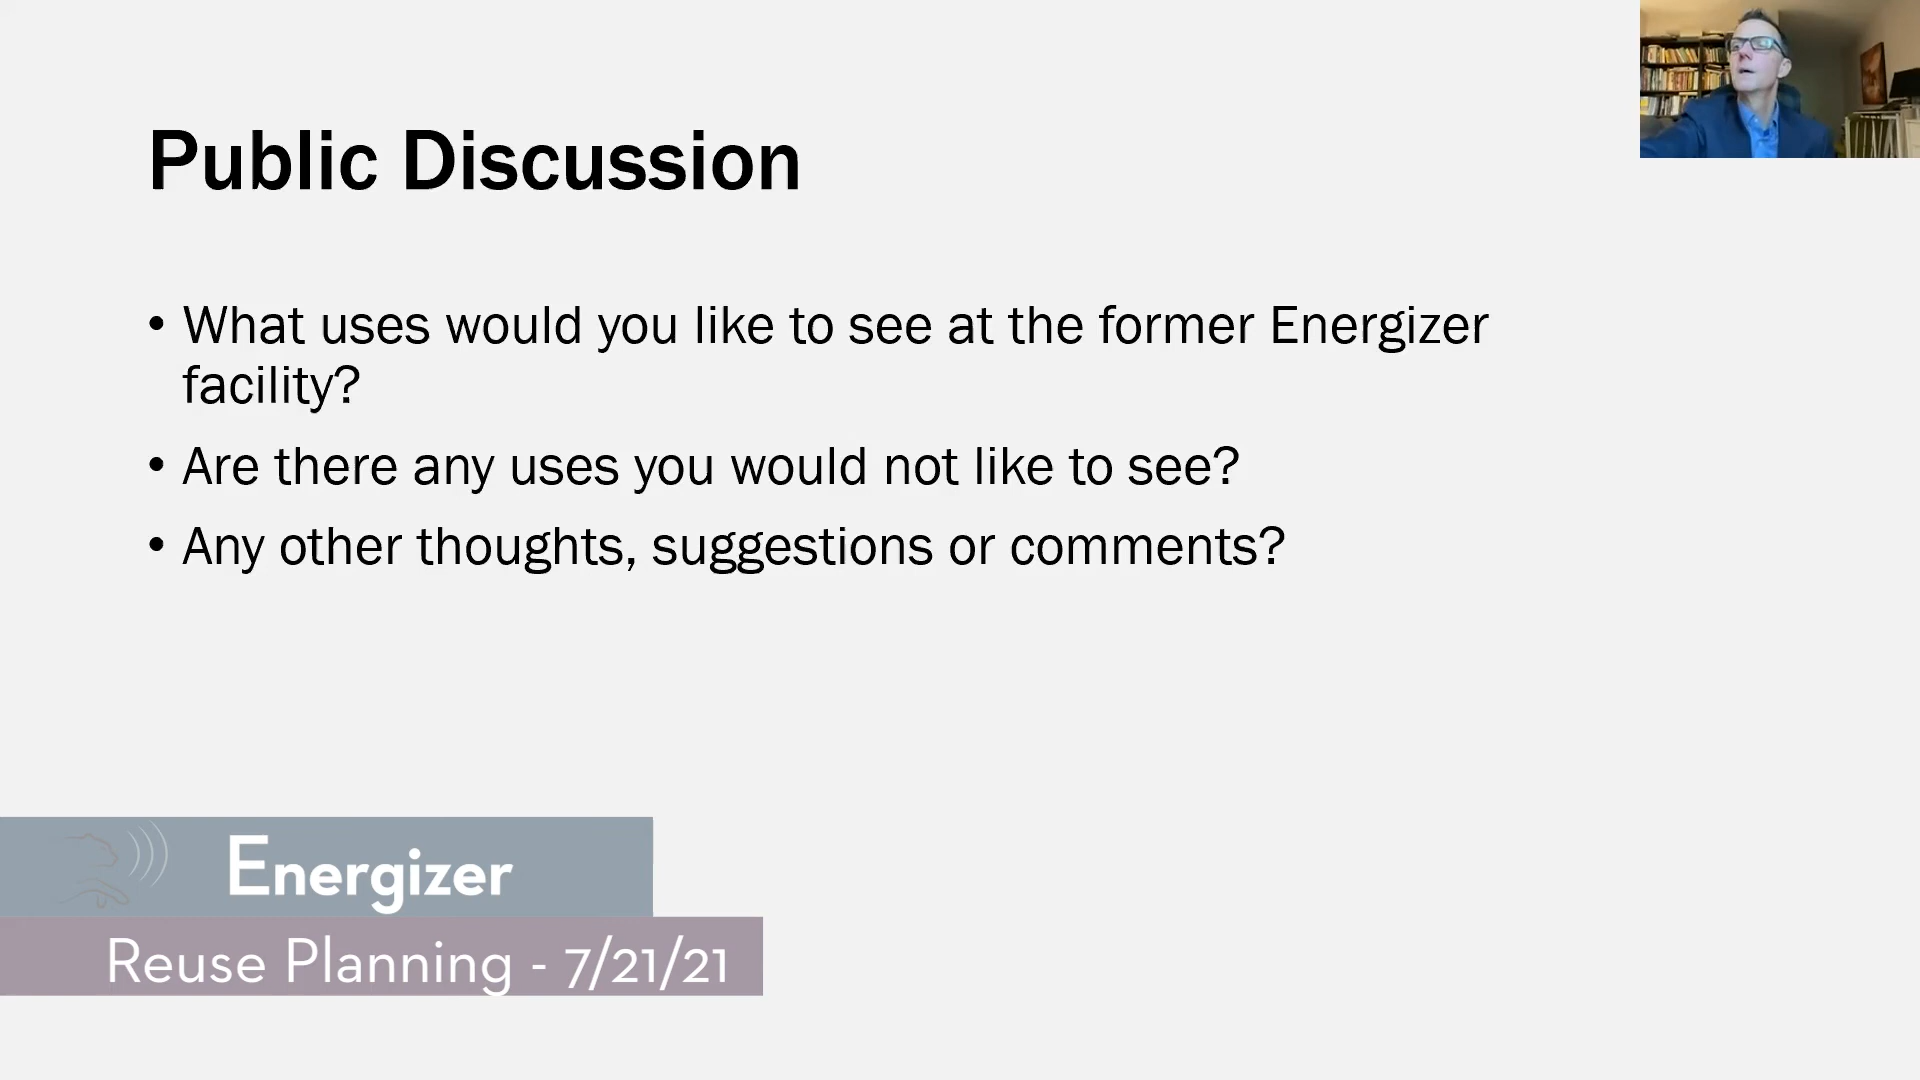 Public Discussion
• What uses would you like to see at the former Energizer
facility?
• Are there any uses you would not like to see?
• Any other thoughts, suggestions or comments?
Energizer
Reuse Planning - 7/21/21